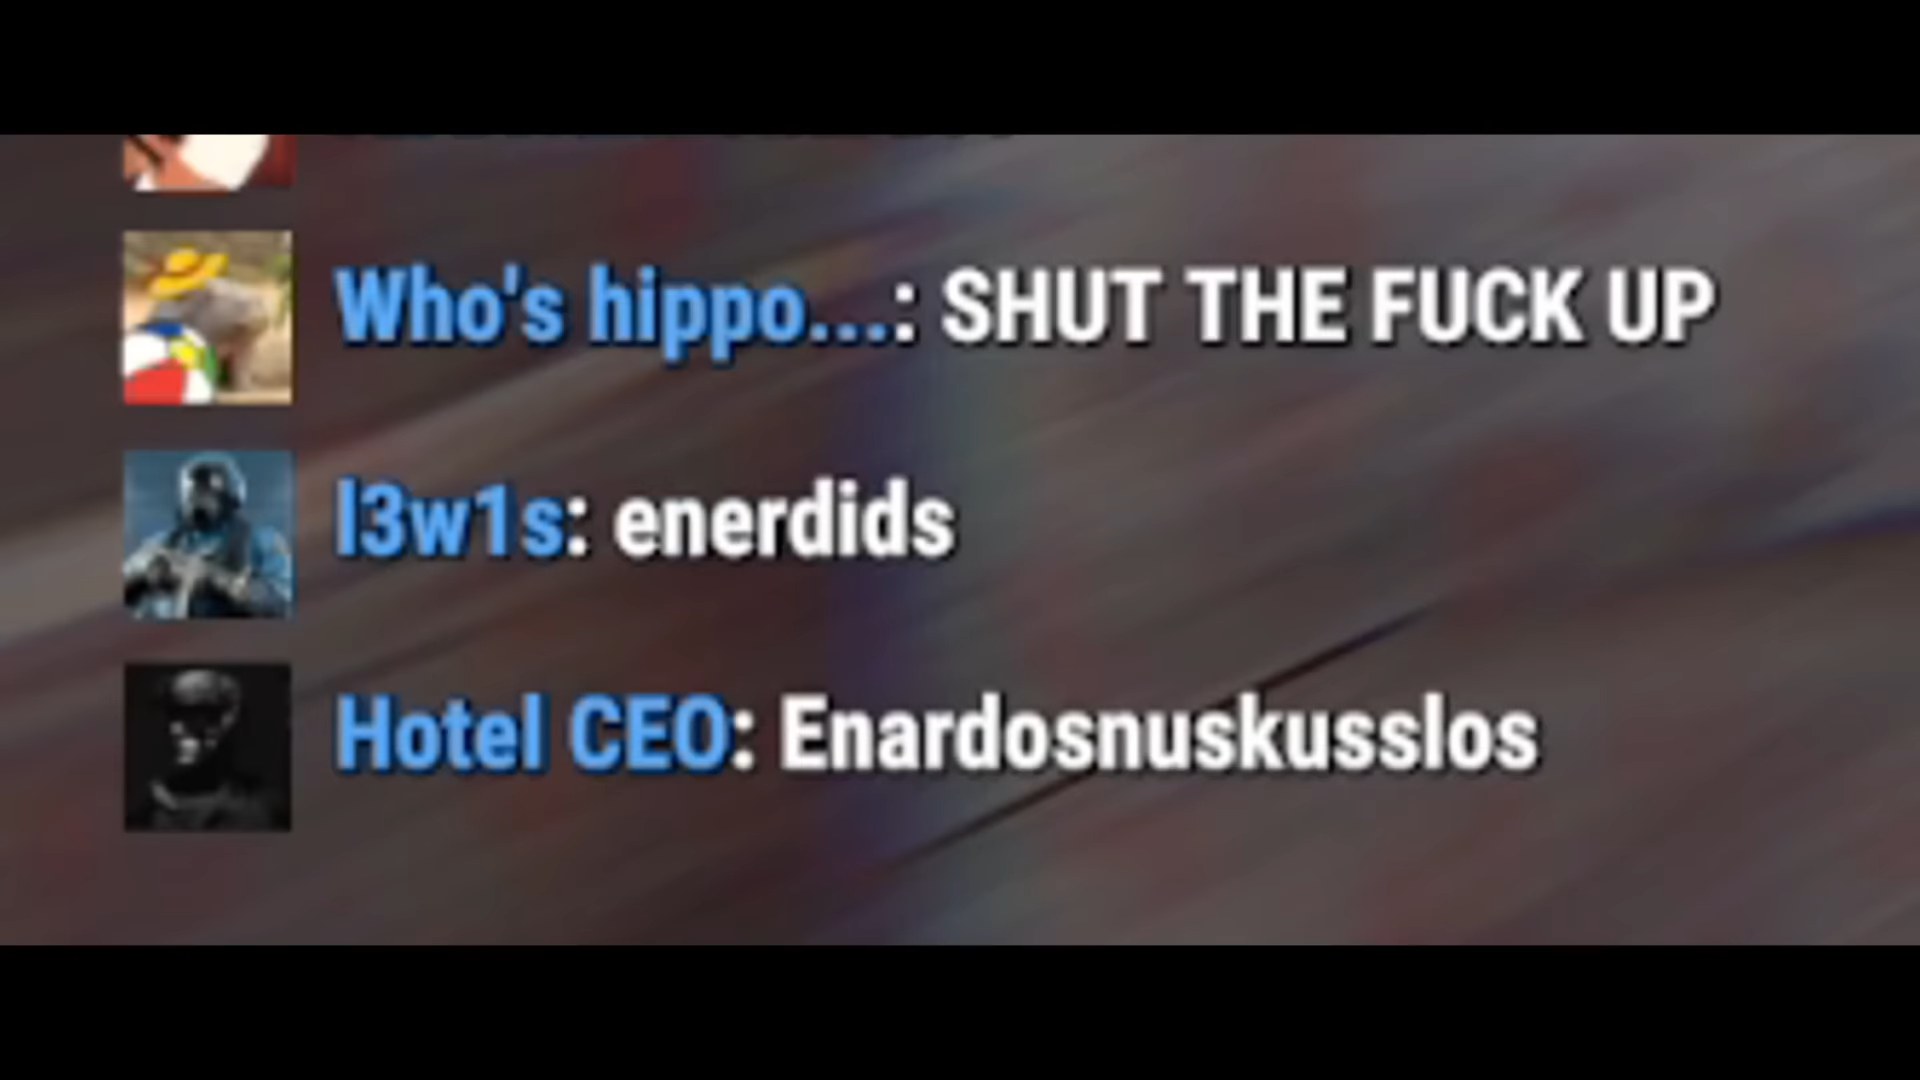 Who's hippo...: SHUT THE FUCK UP
l3w1s: enerdids
Hotel CEO: Enardosnuskusslos